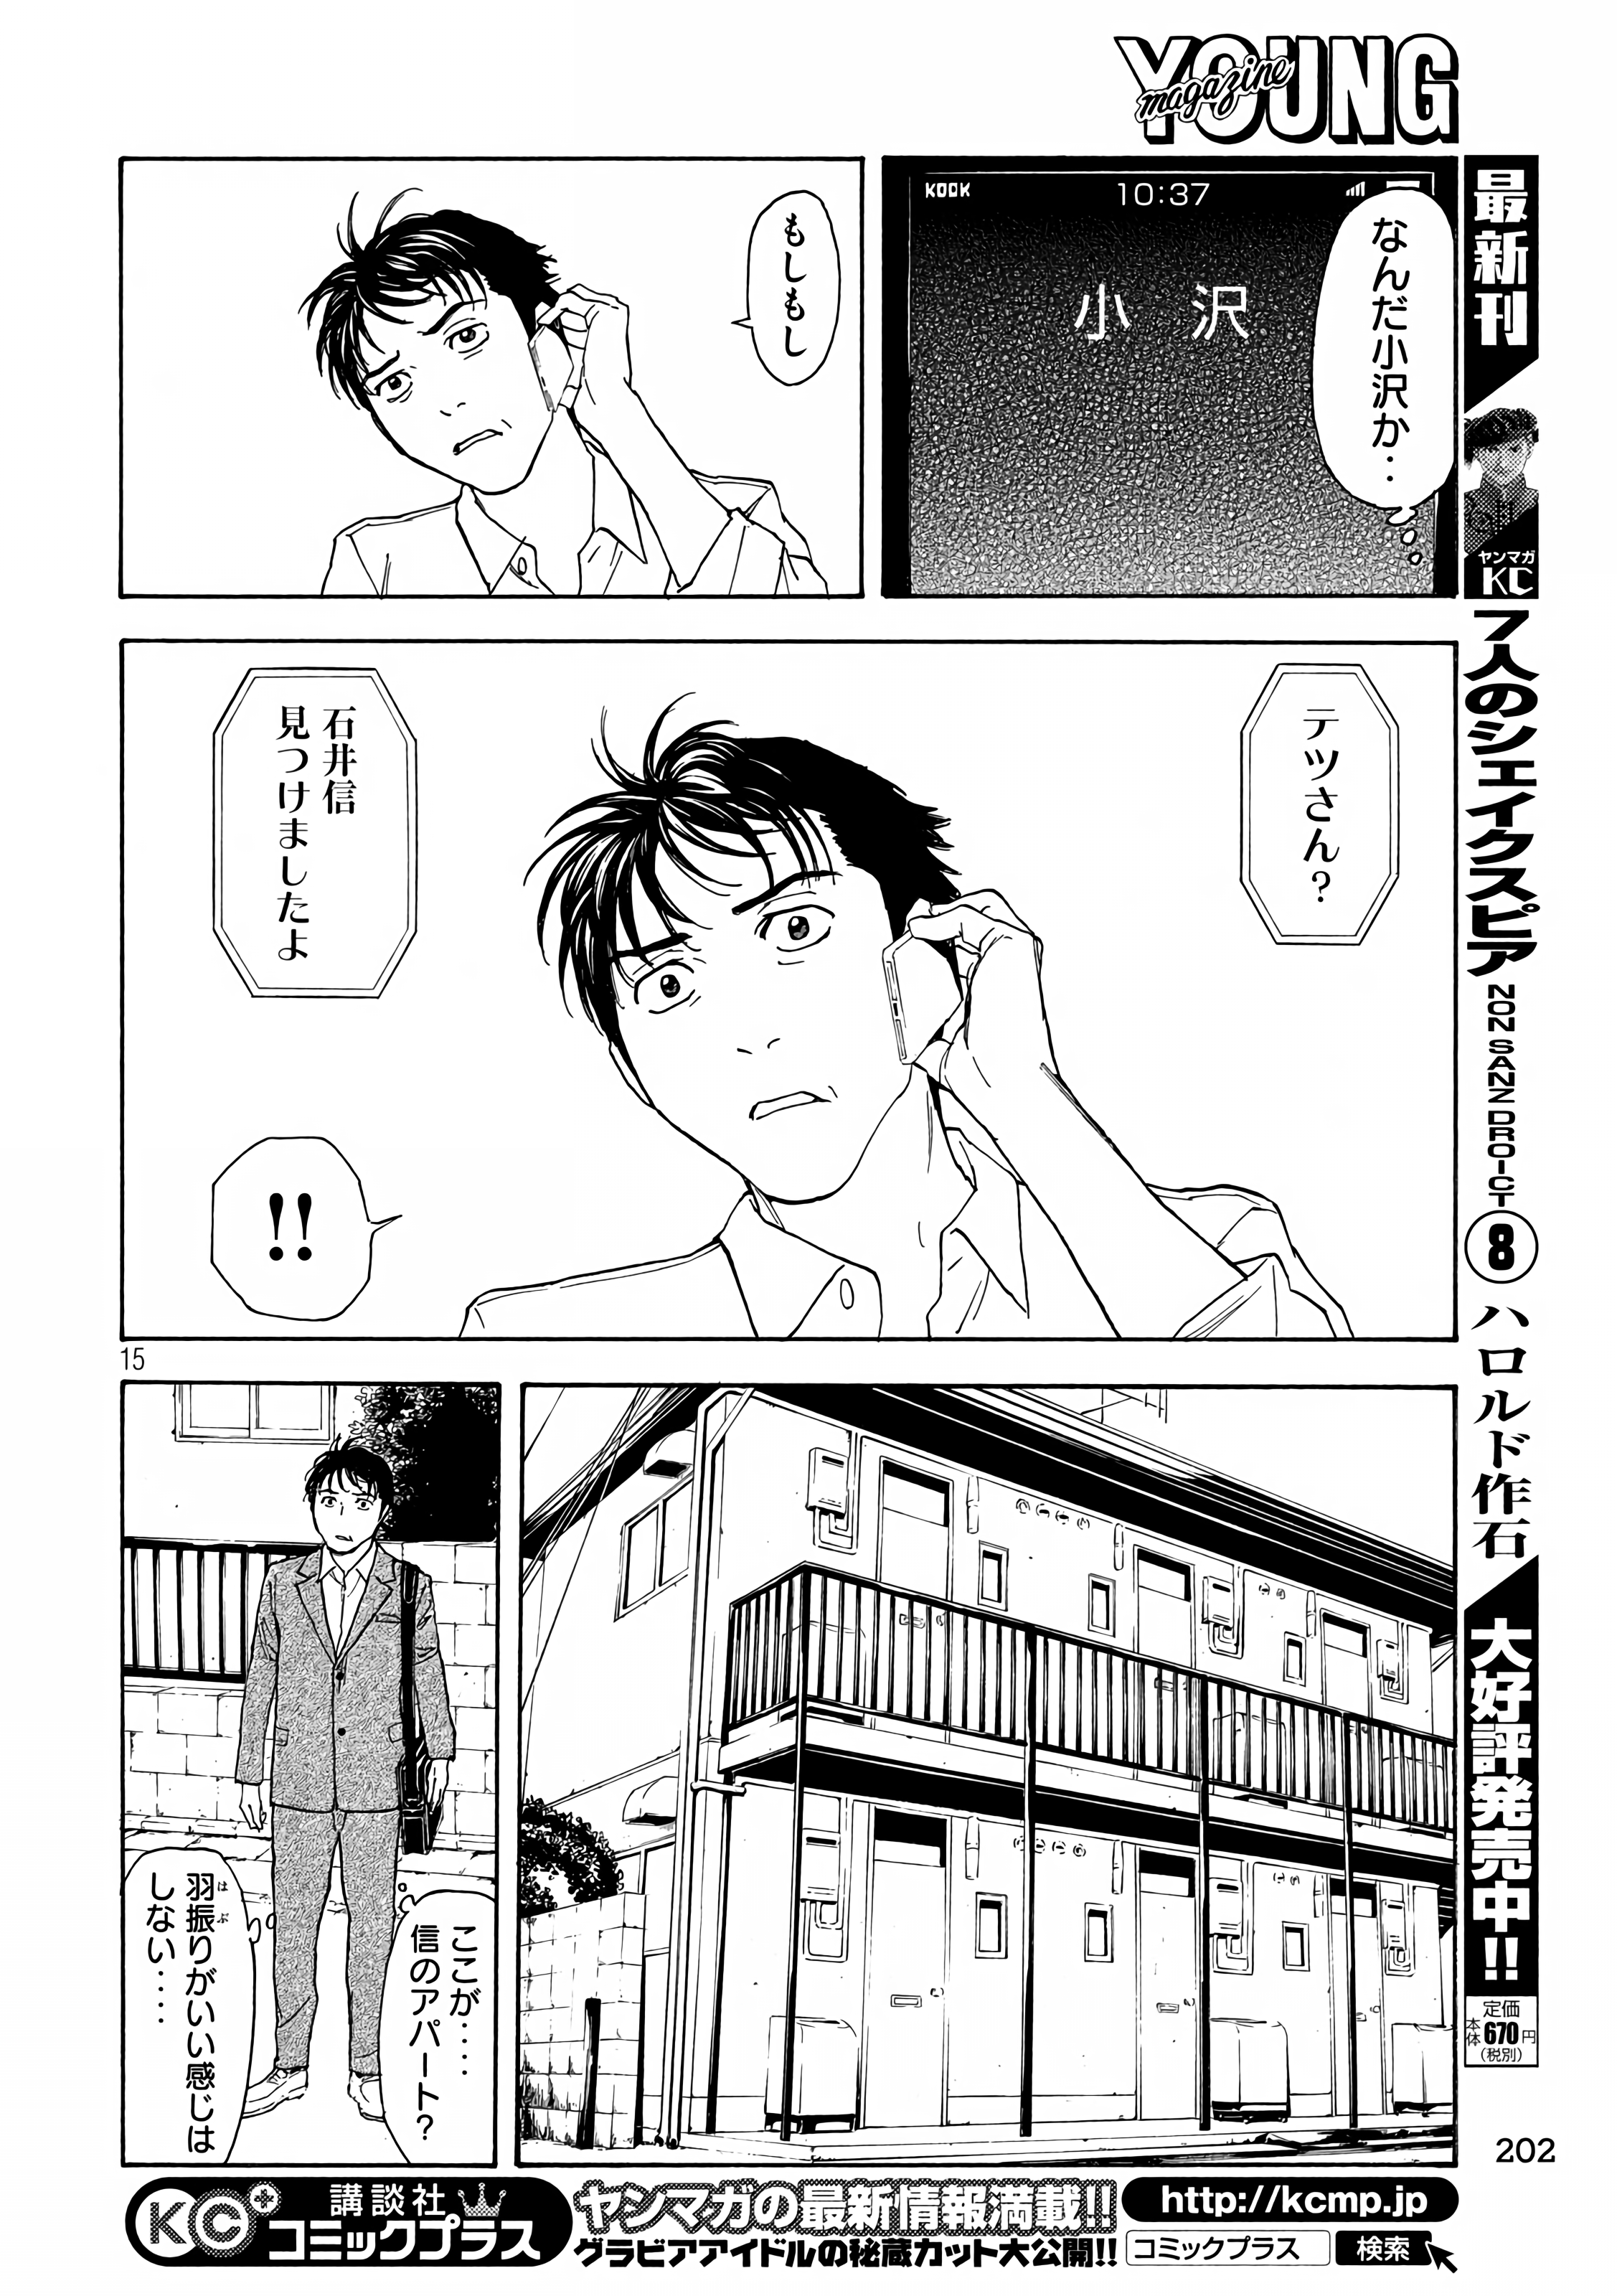 YOUNG
magazine
KOOK
10:37
小沢
なんだ小沢か‥
もしもし
テツさん?
石井信
見つけましたよ
!!
15
ここが‥‥
信のアパート?
羽振りがいい感じは
はぶ
しない‥‥
最新刊
ヤンマガ
KC
7人のシェイクスピア
NON SANZ DROICT
8
ハロルド作石
大好評発売中!!
定価
本体670円
(税別)
202
KC+
講談社
コミックプラス
ヤンマガの最新情報満載!!
グラビアアイドルの秘蔵カット大公開!!
http://kcmp.jp
コミックプラス 検索